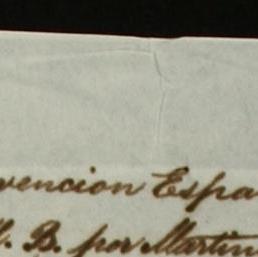 vencion Espa
. B. por Martin